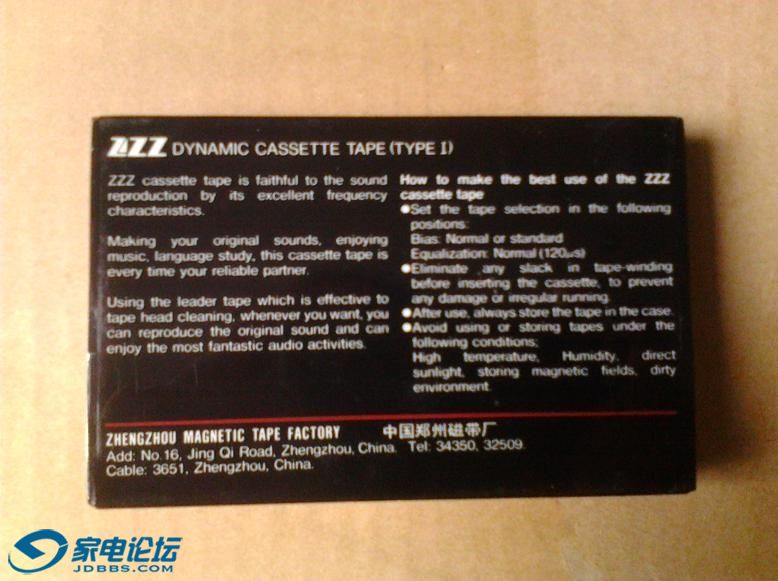 ZZZ DYNAMIC CASSETTE TAPE (TYPE I)
ZZZ cassette tape is faithful to the sound
reproduction by its excellent frequency
characteristics.
Making your original sounds, enjoying
music, language study, this cassette tape is
every time your reliable partner.
Using the leader tape which is effective to
tape head cleaning, whenever you want, you
can reproduce the original sound and can
enjoy the most fantastic audio activities.
How to make the best use of the ZZZ
cassette tape
●Set the tape selection in the following
positions:
Bias: Normal or standard
Equalization: Normal (120μs)
●Eliminate any slack in tape-winding
before inserting the cassette, to prevent
any damage or irregular running.
●After use, always store the tape in the case.
●Avoid using or storing tapes under the
following conditions:
High temperature, Humidity, direct
sunlight, storing magnetic fields, dirty
environment.
ZHENGZHOU MAGNETIC TAPE FACTORY 中国郑州磁带厂
Add: No.16, Jing Qi Road, Zhengzhou, China. Tel: 34350, 32509.
Cable: 3651, Zhengzhou, China.
家电论坛
JDBBS.COM